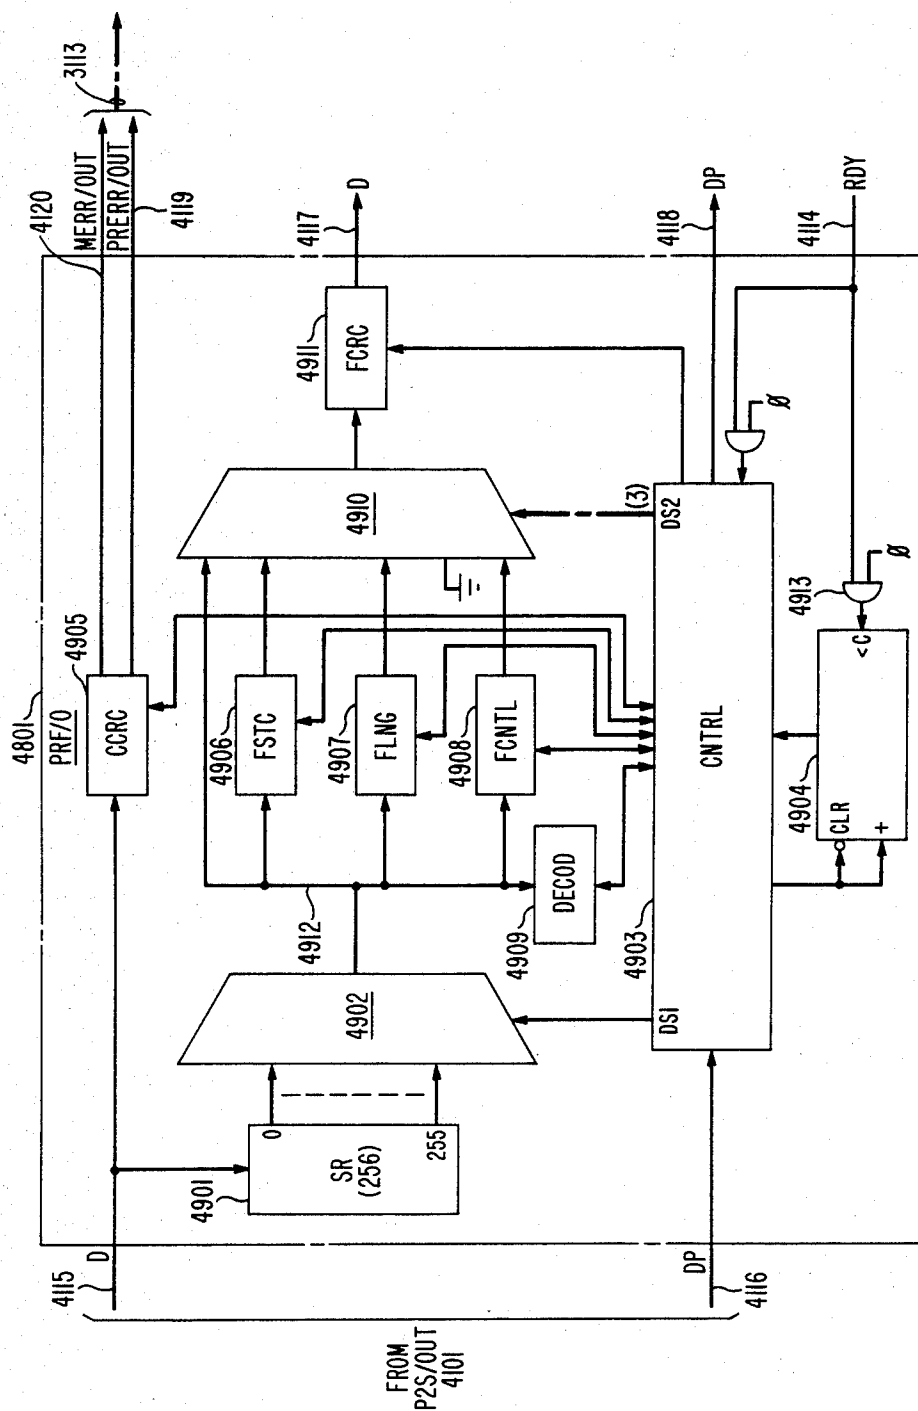 4801
PRF/O
4120
MERR/OUT
PRERR/OUT
4119
3113
4115
D
4905
CCRC
4901
SR
(256)
0
255
4902
4912
4906
FSTC
4907
FLNG
4908
FCNTL
4909
DECOD
4910
4911
FCRC
4117
D
FROM
P2S/OUT
4101
DP
4116
4903
DS1
CNTRL
DS2
(3)
4118
DP
Ø
4904
CLR
+
<C
4913
Ø
4114
RDY